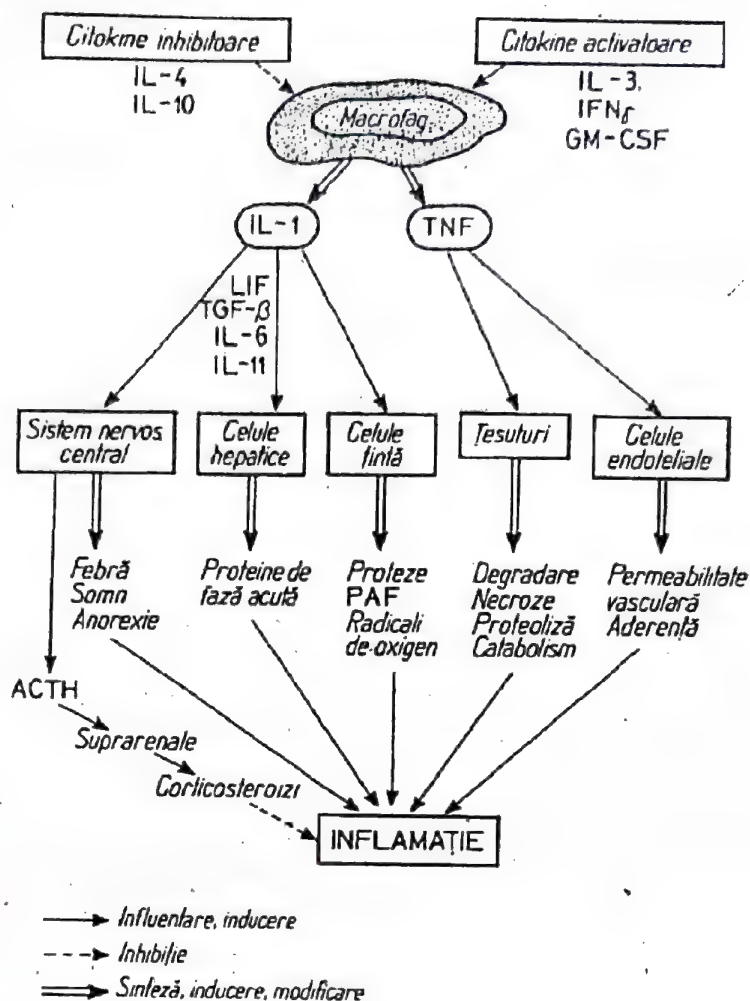 Citokine inhibitoare
IL-4
IL-10
Citokine activatoare
IL-3,
IFNɣ
GM-CSF
Macrofag
IL-1
TNF
LIF
TGF-β
IL-6
IL-11
Sistem nervos
central
Celule
hepatice
Celule
țintă
Țesuturi
Celule
endoteliale
Febră
Somn
Anorexie
Proteine de
fază acută
Proteze
PAF
Radicali
de oxigen
Degradare
Necroze
Proteoliză
Catabolism
Permeabilitate
vasculară
Aderență
ACTH
Suprarenale
Corticosteroizi
INFLAMAȚIE
Influențare, inducere
Inhibiție
Sinteză, inducere, modificare